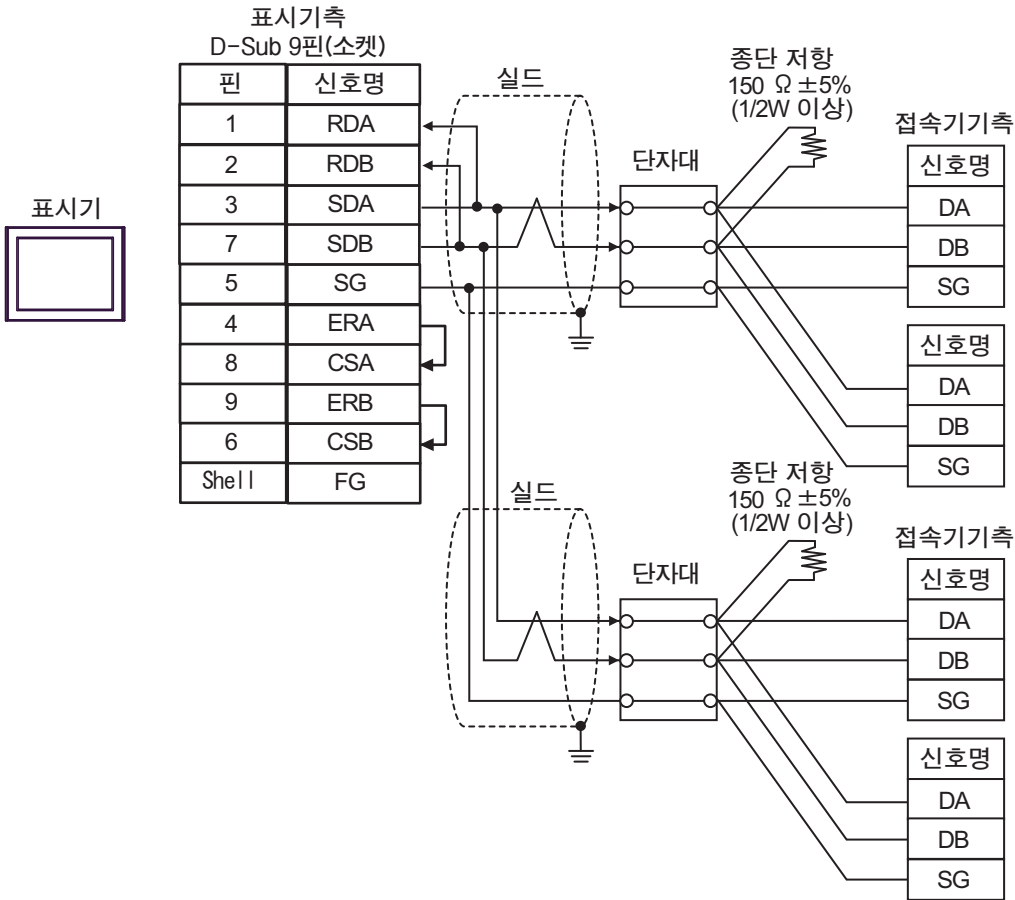 표시기측
D-Sub 9핀(소켓)
핀 신호명
1 RDA
2 RDB
3 SDA
7 SDB
5 SG
4 ERA
8 CSA
9 ERB
6 CSB
Shell FG
표시기
실드
단자대
종단 저항
150 Ω ±5%
(1/2W 이상)
접속기기측
신호명
DA
DB
SG
신호명
DA
DB
SG
실드
단자대
종단 저항
150 Ω ±5%
(1/2W 이상)
접속기기측
신호명
DA
DB
SG
신호명
DA
DB
SG